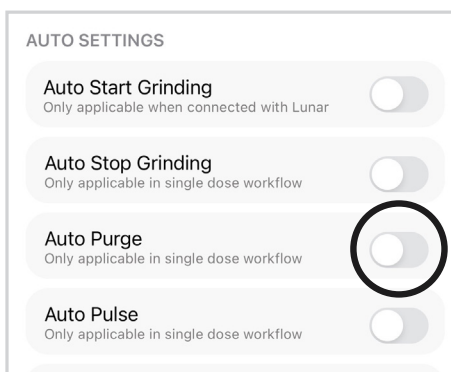 AUTO SETTINGS
Auto Start Grinding
Only applicable when connected with Lunar
Auto Stop Grinding
Only applicable in single dose workflow
Auto Purge
Only applicable in single dose workflow
Auto Pulse
Only applicable in single dose workflow